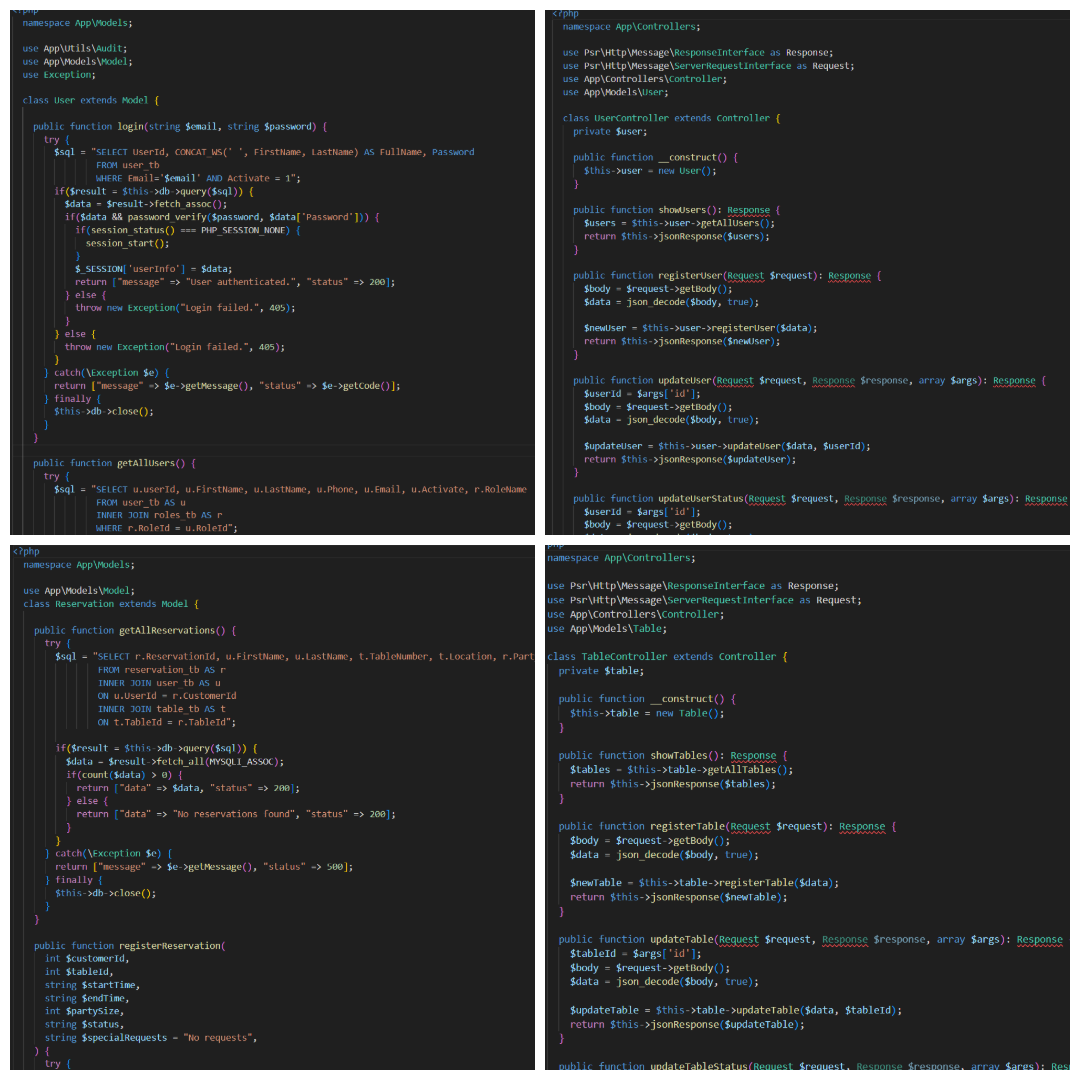 <?php
namespace App\Models;
use App\Utils\Audit;
use App\Models\Model;
use Exception;
class User extends Model {
public function login(string $email, string $password) {
try {
$sql = "SELECT UserId, CONCAT_WS(' ', FirstName, LastName) AS FullName, Password
FROM user_tb
WHERE Email='$email' AND Activate = 1";
if($result = $this->db->query($sql)) {
$data = $result->fetch_assoc();
if($data && password_verify($password, $data['Password'])) {
if(session_status() === PHP_SESSION_NONE) {
session_start();
}
$_SESSION['userInfo'] = $data;
return ["message" => "User authenticated.", "status" => 200];
} else {
throw new Exception("Login failed.", 405);
}
} else {
throw new Exception("Login failed.", 405);
}
} catch(\Exception $e) {
return ["message" => $e->getMessage(), "status" => $e->getCode()];
} finally {
$this->db->close();
}
}
public function getAllUsers() {
try {
$sql = "SELECT u.userId, u.FirstName, u.LastName, u.Phone, u.Email, u.Activate, r.RoleName
FROM user_tb AS u
INNER JOIN roles_tb AS r
WHERE r.RoleId = u.RoleId";
<?php
namespace App\Controllers;
use Psr\Http\Message\ResponseInterface as Response;
use Psr\Http\Message\ServerRequestInterface as Request;
use App\Controllers\Controller;
use App\Models\User;
class UserController extends Controller {
private $user;
public function __construct() {
$this->user = new User();
}
public function showUsers(): Response {
$users = $this->user->getAllUsers();
return $this->jsonResponse($users);
}
public function registerUser(Request $request): Response {
$body = $request->getBody();
$data = json_decode($body, true);
$newUser = $this->user->registerUser($data);
return $this->jsonResponse($newUser);
}
public function updateUser(Request $request, Response $response, array $args): Response {
$userId = $args['id'];
$body = $request->getBody();
$data = json_decode($body, true);
$updateUser = $this->user->updateUser($data, $userId);
return $this->jsonResponse($updateUser);
}
public function updateUserStatus(Request $request, Response $response, array $args): Response
$userId = $args['id'];
$body = $request->getBody();
<?php
namespace App\Models;
use App\Models\Model;
class Reservation extends Model {
public function getAllReservations() {
try {
$sql = "SELECT r.ReservationId, u.FirstName, u.LastName, t.TableNumber, t.Location, r.Part
FROM reservation_tb AS r
INNER JOIN user_tb AS u
ON u.UserId = r.CustomerId
INNER JOIN table_tb AS t
ON t.TableId = r.TableId";
if($result = $this->db->query($sql)) {
$data = $result->fetch_all(MYSQLI_ASSOC);
if(count($data) > 0) {
return ["data" => $data, "status" => 200];
} else {
return ["data" => "No reservations found", "status" => 200];
}
}
} catch(\Exception $e) {
return ["message" => $e->getMessage(), "status" => 500];
} finally {
$this->db->close();
}
}
public function registerReservation(
int $customerId,
int $tableId,
string $startTime,
string $endTime,
int $partySize,
string $status,
string $specialRequests = "No requests",
) {
try {
php
namespace App\Controllers;
use Psr\Http\Message\ResponseInterface as Response;
use Psr\Http\Message\ServerRequestInterface as Request;
use App\Controllers\Controller;
use App\Models\Table;
class TableController extends Controller {
private $table;
public function __construct() {
$this->table = new Table();
}
public function showTables(): Response {
$tables = $this->table->getAllTables();
return $this->jsonResponse($tables);
}
public function registerTable(Request $request): Response {
$body = $request->getBody();
$data = json_decode($body, true);
$newTable = $this->table->registerTable($data);
return $this->jsonResponse($newTable);
}
public function updateTable(Request $request, Response $response, array $args): Response
$tableId = $args['id'];
$body = $request->getBody();
$data = json_decode($body, true);
$updateTable = $this->table->updateTable($data, $tableId);
return $this->jsonResponse($updateTable);
}
public function updateTableStatus(Request $request, Response $response, array $args): Res